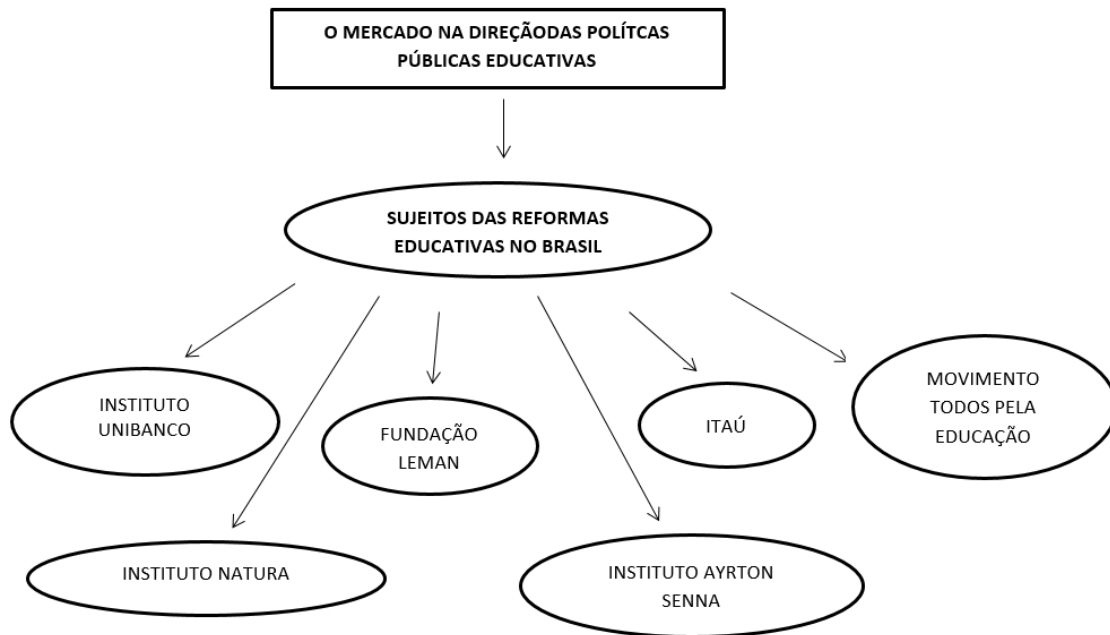 O MERCADO NA DIREÇÃODAS POLÍTCAS
PÚBLICAS EDUCATIVAS
SUJEITOS DAS REFORMAS
EDUCATIVAS NO BRASIL
INSTITUTO
UNIBANCO
FUNDAÇÃO
LEMAN
ITAÚ
MOVIMENTO
TODOS PELA
EDUCAÇÃO
INSTITUTO NATURA
INSTITUTO AYRTON
SENNA